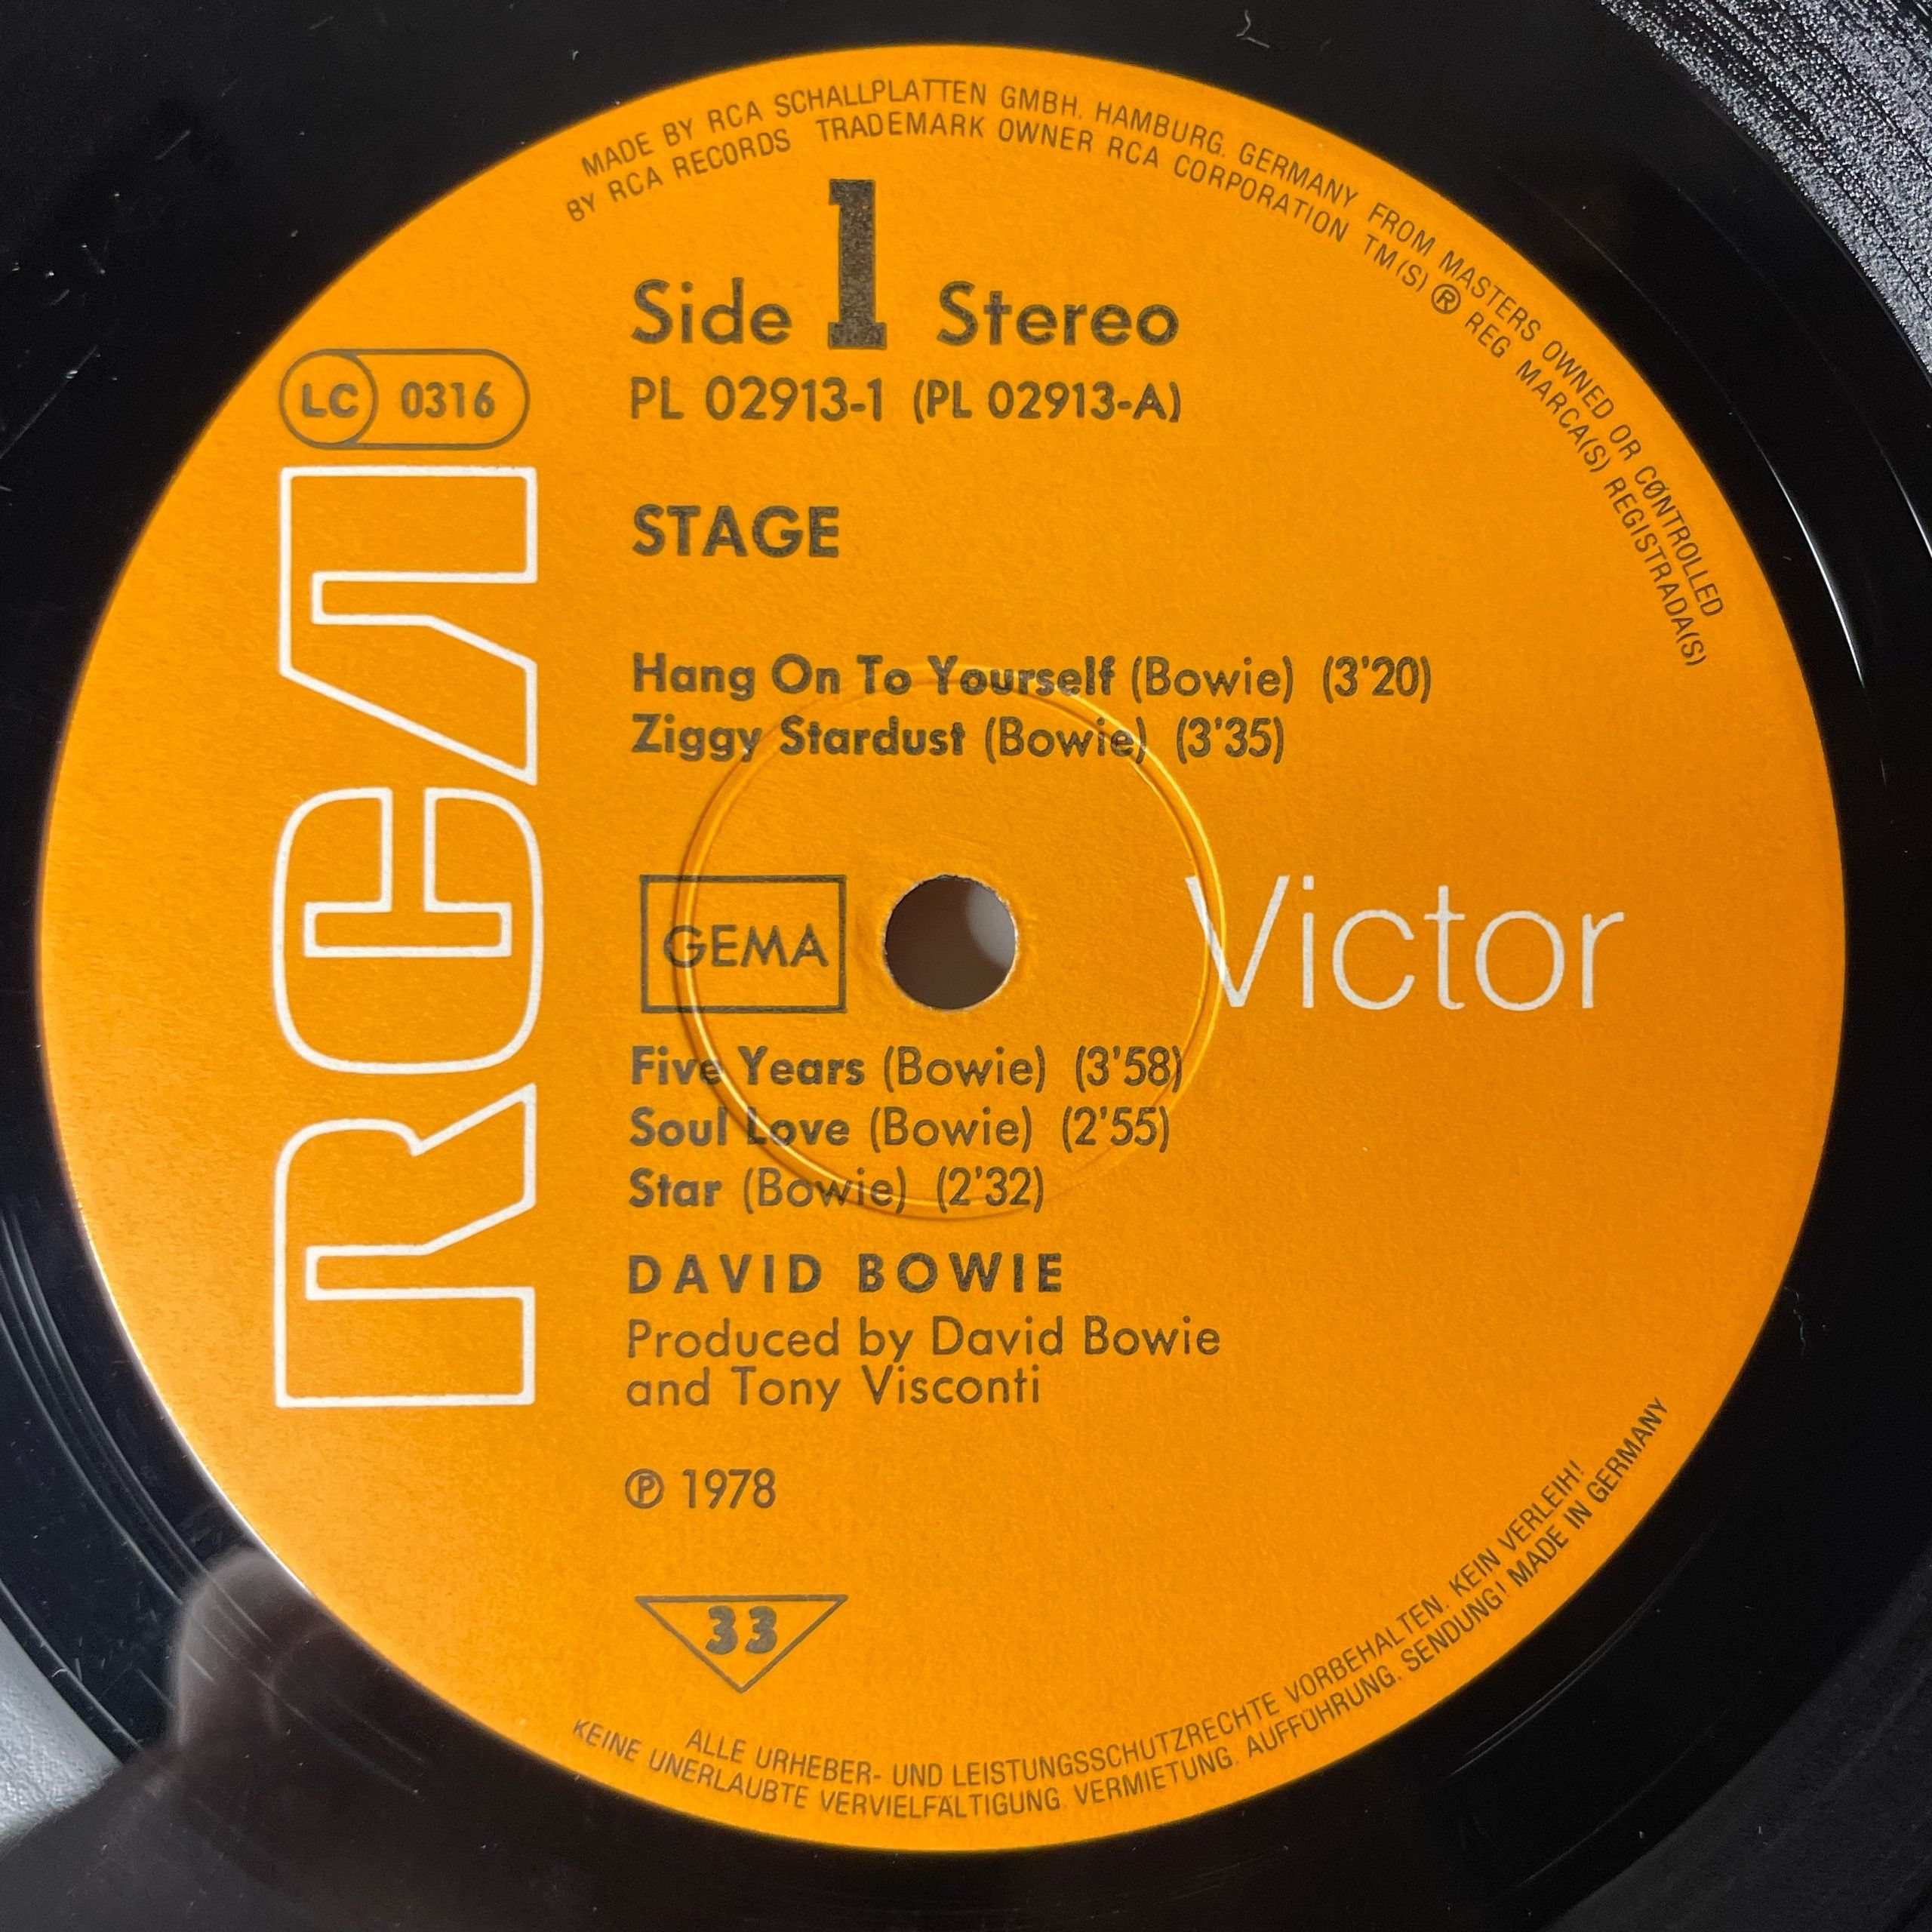 MADE BY RCA SCHALLPLATTEN GMBH. HAMBURG. GERMANY FROM MASTERS OWNED OR CØNTROLLED
BY RCA RECORDS TRADEMARK OWNER RCA CORPORATION TM(S) ® REG MARCA(S) REGISTRADA(S)
Side 1 Stereo
PL 02913-1 (PL 02913-A)
LC 0316
STAGE
Hang On To Yourself (Bowie) (3'20)
Ziggy Stardust (Bowie) (3'35)
RCA
GEMA
Victor
Five Years (Bowie) (3'58)
Soul Love (Bowie) (2'55)
Star (Bowie) (2'32)
DAVID BOWIE
Produced by David Bowie
and Tony Visconti
℗ 1978
33
ALLE URHEBER- UND LEISTUNGSSCHUTZRECHTE VORBEHALTEN. KEIN VERLEIH!
KEINE UNERLAUBTE VERVIELFÄLTIGUNG. VERMIETUNG. AUFFÜHRUNG. SENDUNG! MADE IN GERMANY